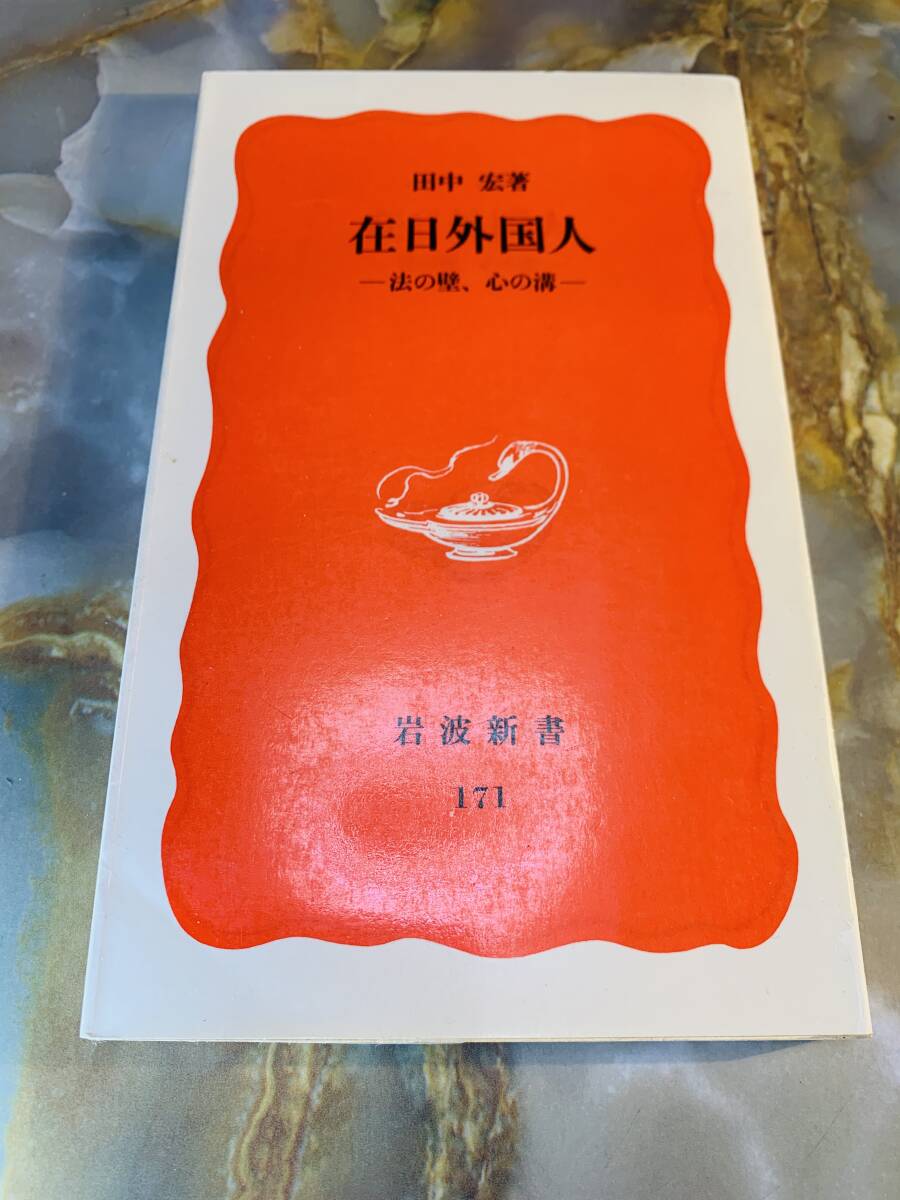 田中 宏著
在日外国人
―法の壁、心の溝―
岩波新書
171